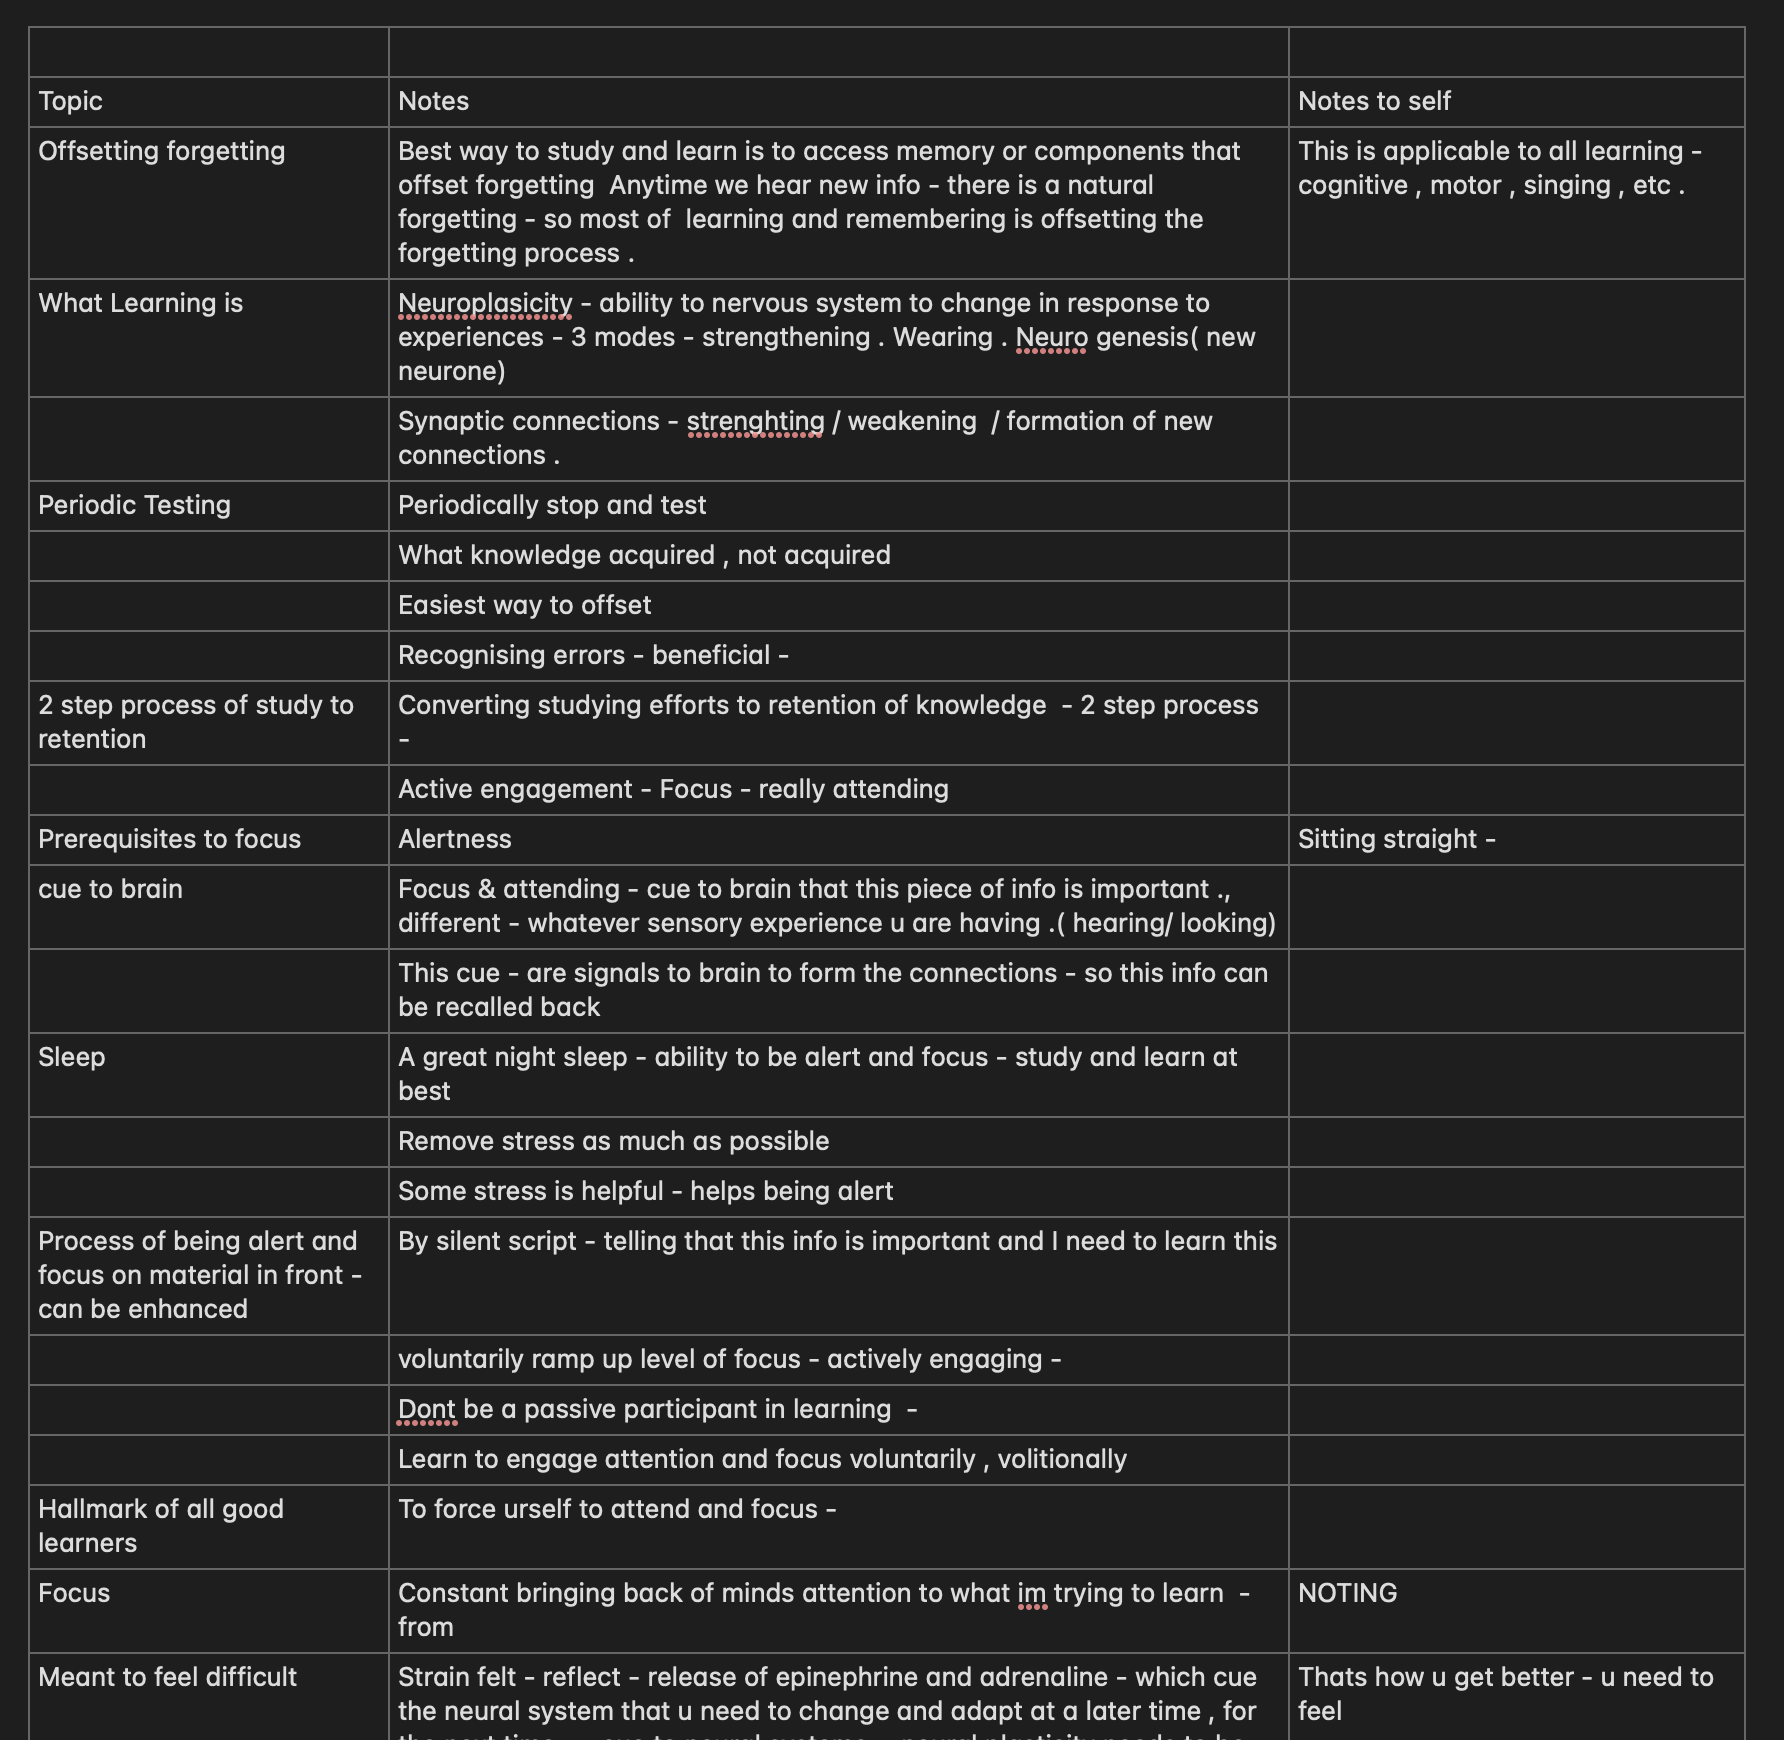 Topic
Notes
Notes to self
Offsetting forgetting
Best way to study and learn is to access memory or components that
offset forgetting  Anytime we hear new info - there is a natural
forgetting - so most of  learning and remembering is offsetting the
forgetting process .
This is applicable to all learning -
cognitive , motor , singing , etc .
What Learning is
Neuroplasicity - ability to nervous system to change in response to
experiences - 3 modes - strengthening . Wearing . Neuro genesis( new
neurone)
Synaptic connections - strenghting / weakening  / formation of new
connections .
Periodic Testing
Periodically stop and test
What knowledge acquired , not acquired
Easiest way to offset
Recognising errors - beneficial -
2 step process of study to
retention
Converting studying efforts to retention of knowledge  - 2 step process
-
Active engagement - Focus - really attending
Prerequisites to focus
Alertness
Sitting straight -
cue to brain
Focus & attending - cue to brain that this piece of info is important .,
different - whatever sensory experience u are having .( hearing/ looking)
This cue - are signals to brain to form the connections - so this info can
be recalled back
Sleep
A great night sleep - ability to be alert and focus - study and learn at
best
Remove stress as much as possible
Some stress is helpful - helps being alert
Process of being alert and
focus on material in front -
can be enhanced
By silent script - telling that this info is important and I need to learn this
voluntarily ramp up level of focus - actively engaging -
Dont be a passive participant in learning  -
Learn to engage attention and focus voluntarily , volitionally
Hallmark of all good
learners
To force urself to attend and focus -
Focus
Constant bringing back of minds attention to what im trying to learn  -
from
NOTING
Meant to feel difficult
Strain felt - reflect - release of epinephrine and adrenaline - which cue
the neural system that u need to change and adapt at a later time , for
Thats how u get better - u need to
feel